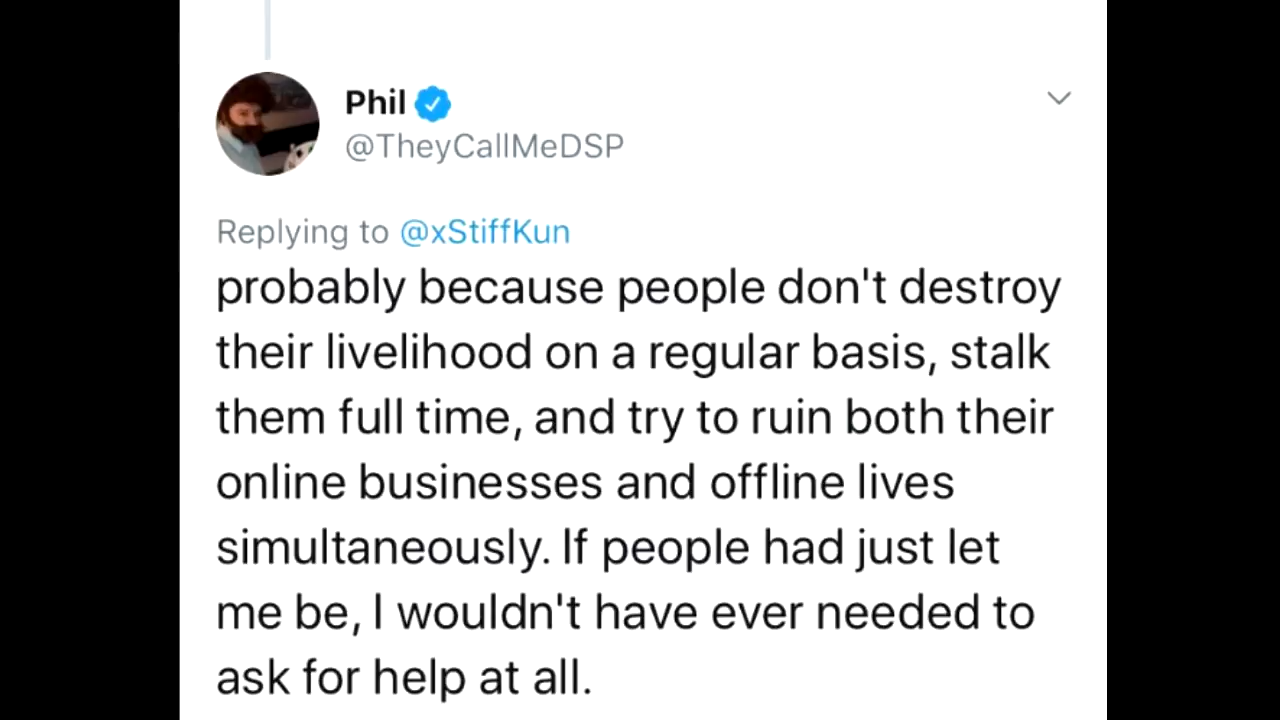 Phil
@TheyCallMeDSP
Replying to @xStiffKun
probably because people don't destroy
their livelihood on a regular basis, stalk
them full time, and try to ruin both their
online businesses and offline lives
simultaneously. If people had just let
me be, I wouldn't have ever needed to
ask for help at all.